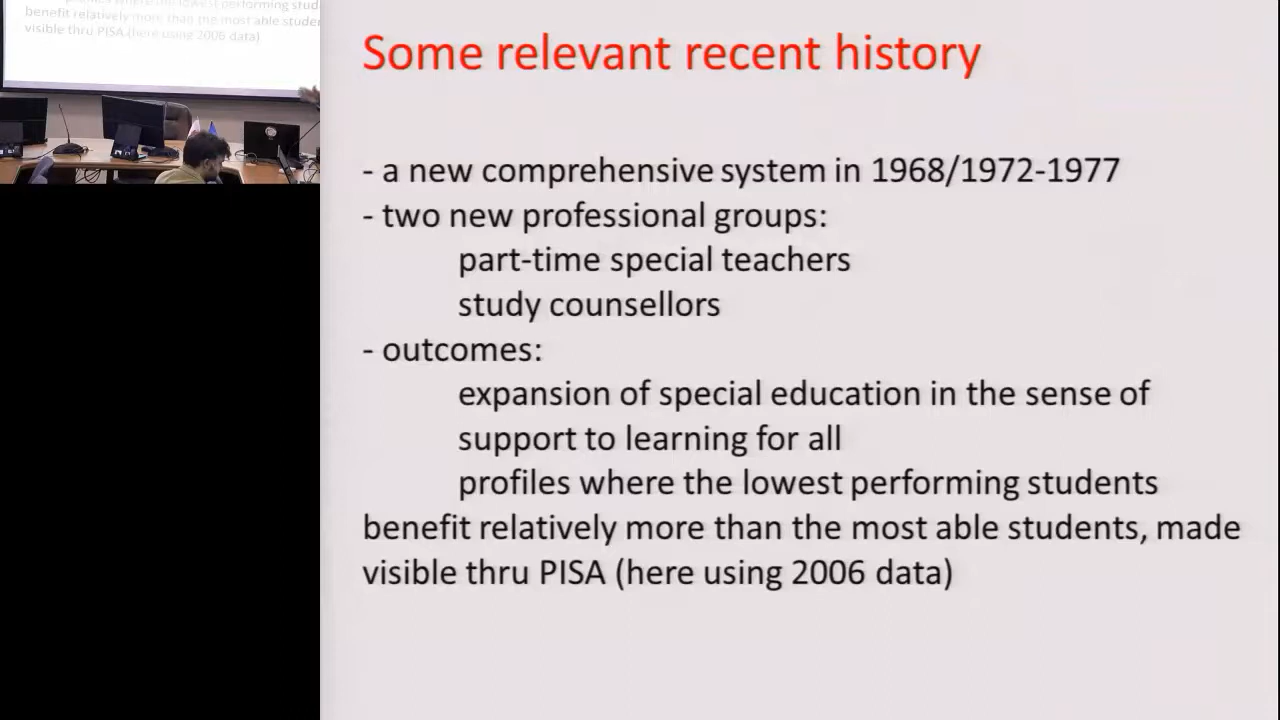 benefit relatively more than the most able
visible thru PISA (here using 2006 data)
Some relevant recent history
- a new comprehensive system in 1968/1972-1977
- two new professional groups:
part-time special teachers
study counsellors
- outcomes:
expansion of special education in the sense of
support to learning for all
profiles where the lowest performing students
benefit relatively more than the most able students, made
visible thru PISA (here using 2006 data)